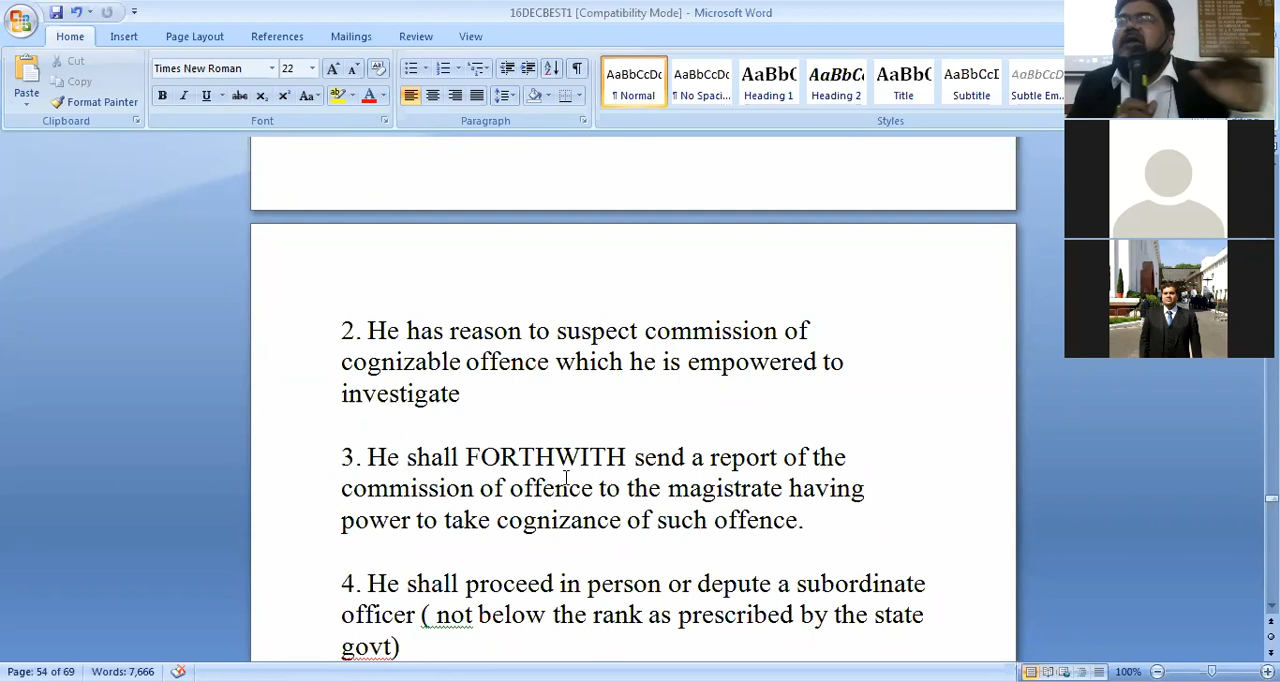 16DECBEST1 [Compatibility Mode] - Microsoft Word
Home Insert Page Layout References Mailings Review View
Paste
Cut
Copy
Format Painter
Clipboard
Times New Roman 22
Font
Paragraph
AaBbCcDc AaBbCcDc AaBbC AaBbCc AaBbC AaBbCcI AaBbCcDc
¶ Normal ¶ No Spaci... Heading 1 Heading 2 Title Subtitle Subtle Em...
Styles
2. He has reason to suspect commission of
cognizable offence which he is empowered to
investigate
3. He shall FORTHWITH send a report of the
commission of offence to the magistrate having
power to take cognizance of such offence.
4. He shall proceed in person or depute a subordinate
officer ( not below the rank as prescribed by the state
govt)
Page: 54 of 69 Words: 7,666 100%